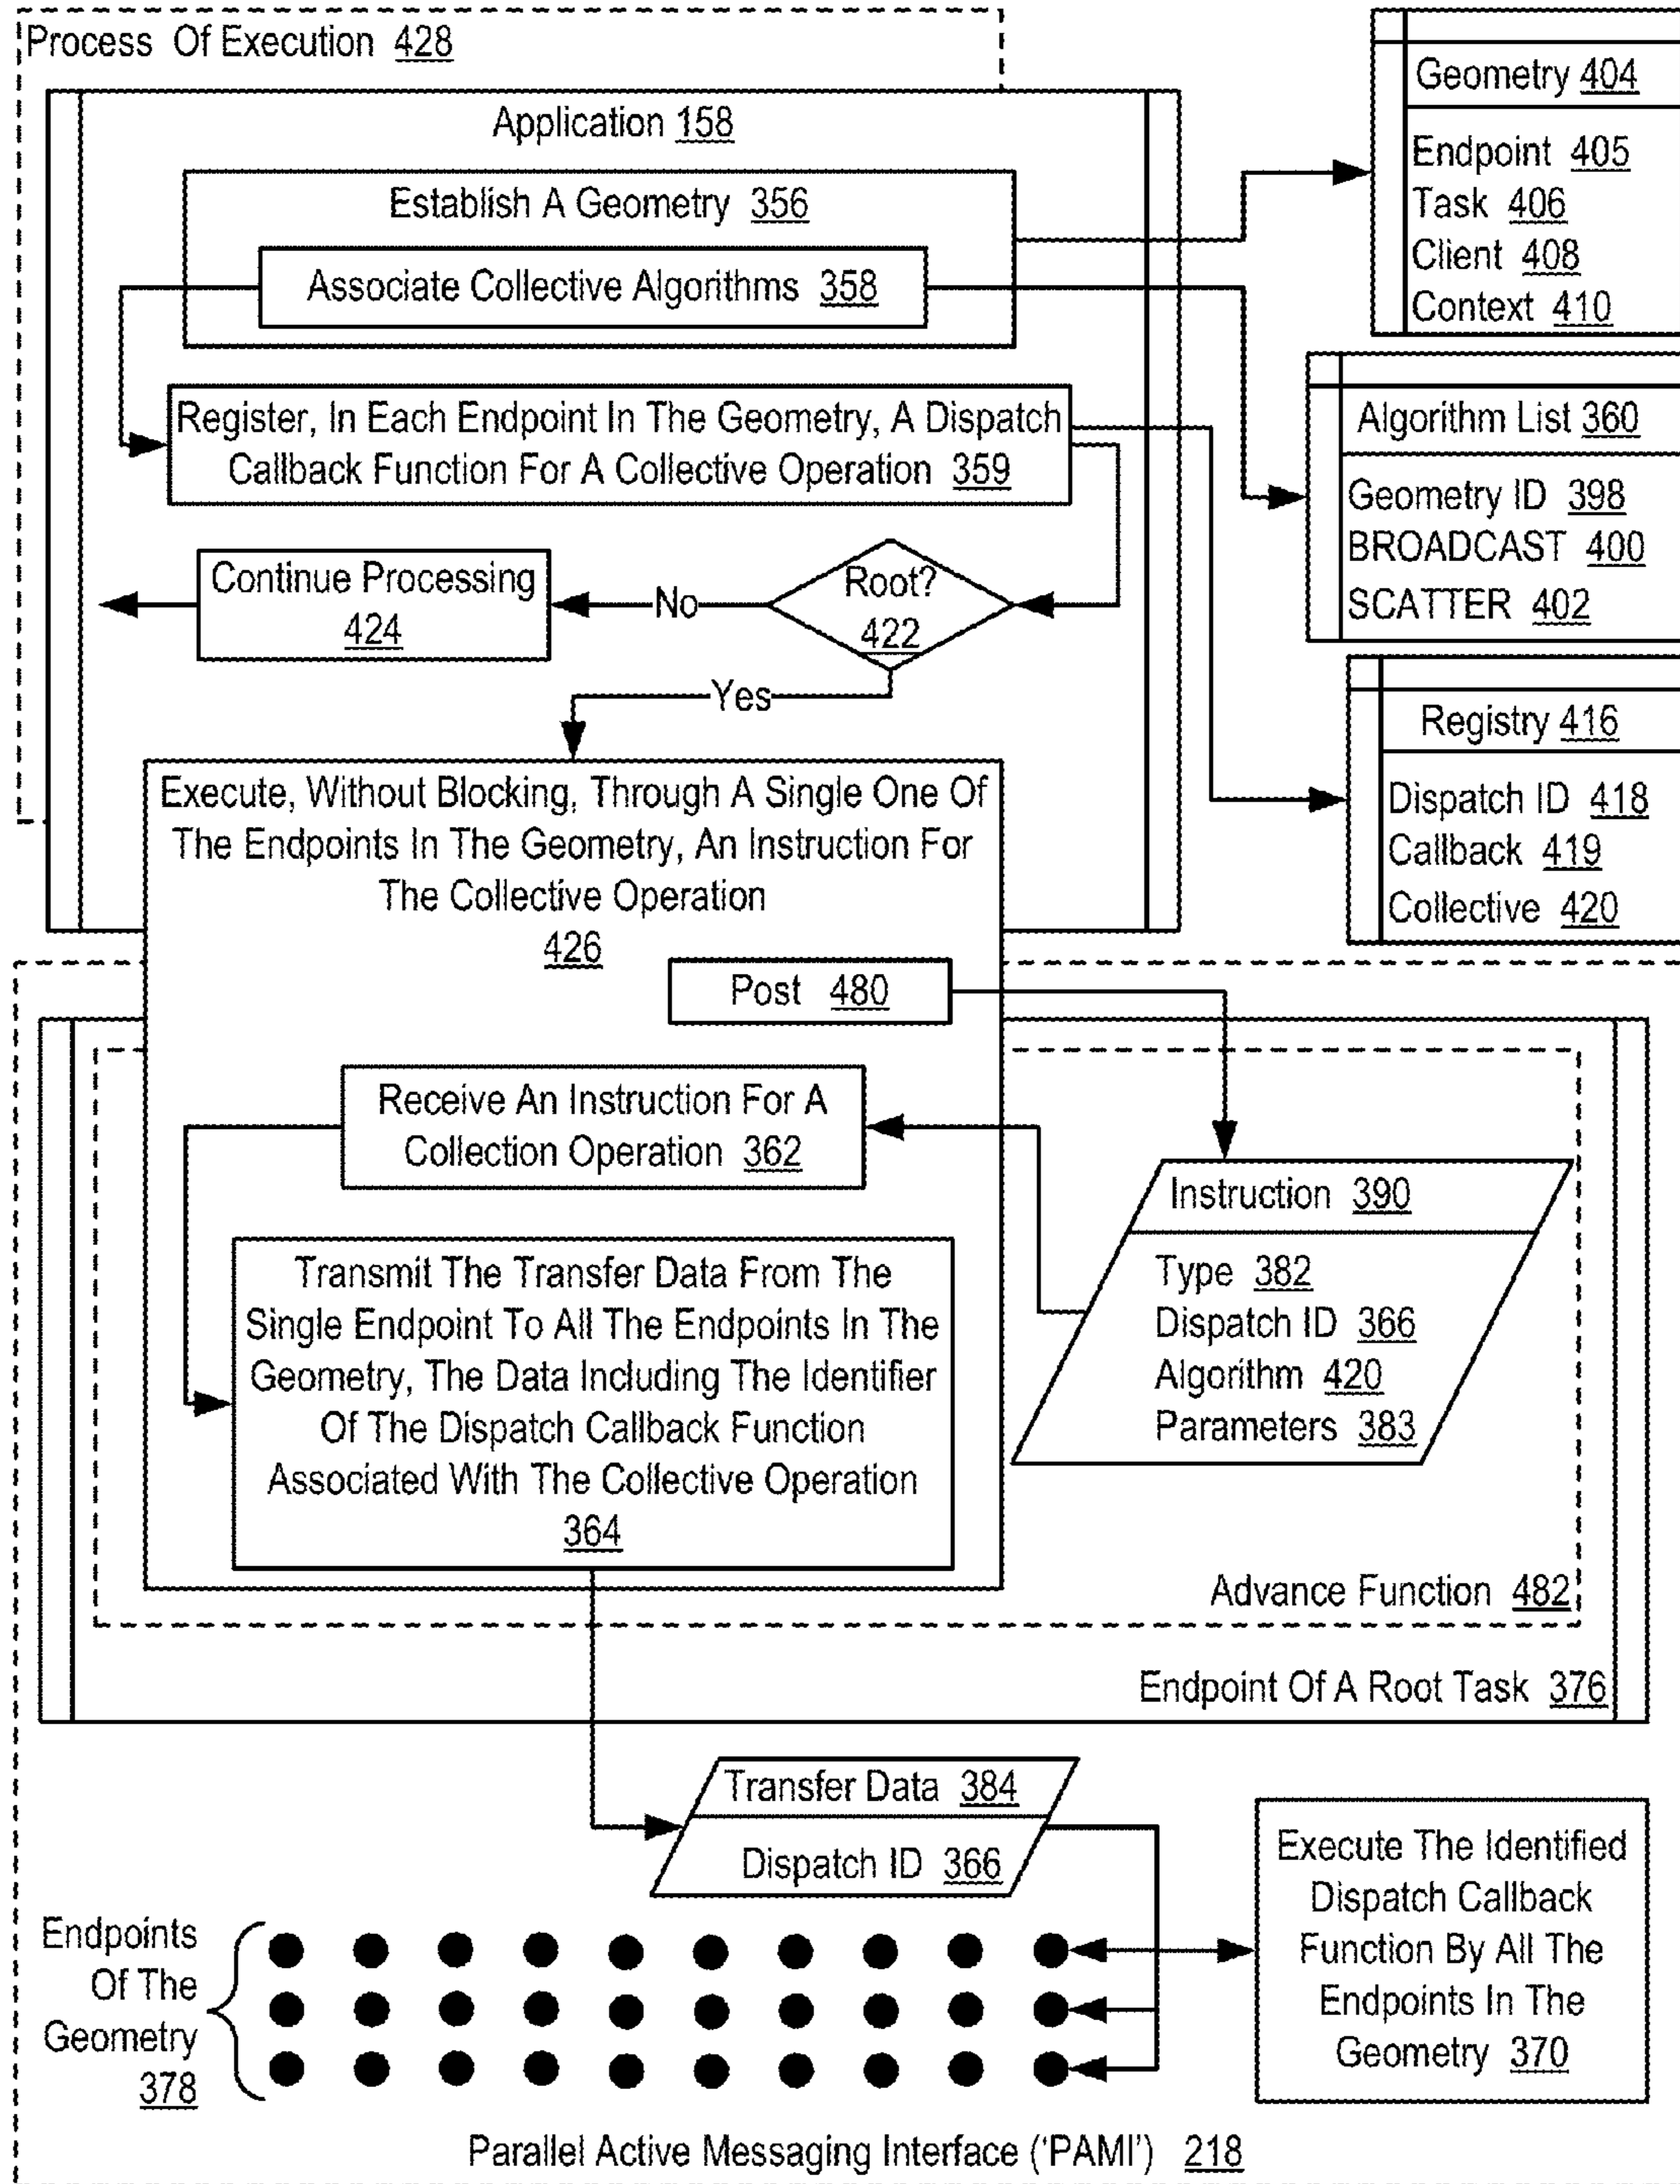 Process Of Execution 428
Application 158
Establish A Geometry 356
Associate Collective Algorithms 358
Register, In Each Endpoint In The Geometry, A Dispatch
Callback Function For A Collective Operation 359
Continue Processing
424
No
Root?
422
Yes
Execute, Without Blocking, Through A Single One Of
The Endpoints In The Geometry, An Instruction For
The Collective Operation
426
Geometry 404
Endpoint 405
Task 406
Client 408
Context 410
Algorithm List 360
Geometry ID 398
BROADCAST 400
SCATTER 402
Registry 416
Dispatch ID 418
Callback 419
Collective 420
Post 480
Receive An Instruction For A
Collection Operation 362
Instruction 390
Type 382
Dispatch ID 366
Algorithm 420
Parameters 383
Transmit The Transfer Data From The
Single Endpoint To All The Endpoints In The
Geometry, The Data Including The Identifier
Of The Dispatch Callback Function
Associated With The Collective Operation
364
Advance Function 482
Endpoint Of A Root Task 376
Transfer Data 384
Dispatch ID 366
Endpoints
Of The
Geometry
378
Execute The Identified
Dispatch Callback
Function By All The
Endpoints In The
Geometry 370
Parallel Active Messaging Interface ('PAMI') 218